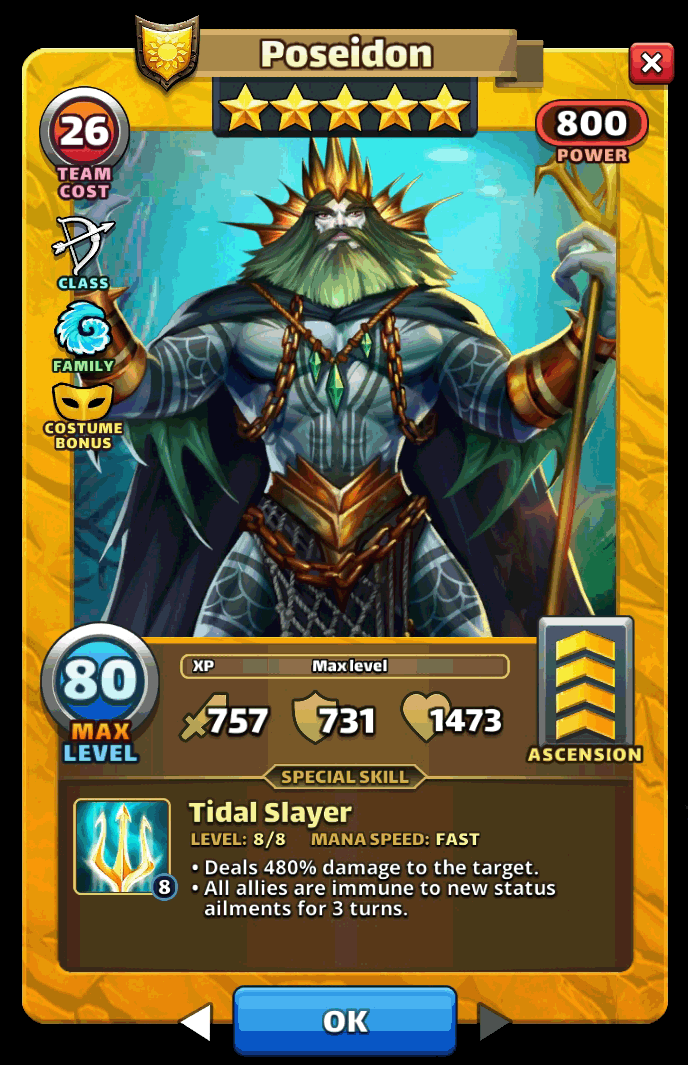 Poseidon
26
TEAM
COST
800
POWER
CLASS
FAMILY
COSTUME
BONUS
XP Max level
80
MAX
LEVEL
757 731 1473
ASCENSION
SPECIAL SKILL
Tidal Slayer
LEVEL: 8/8 MANA SPEED: FAST
8
• Deals 480% damage to the target.
• All allies are immune to new status
ailments for 3 turns.
OK